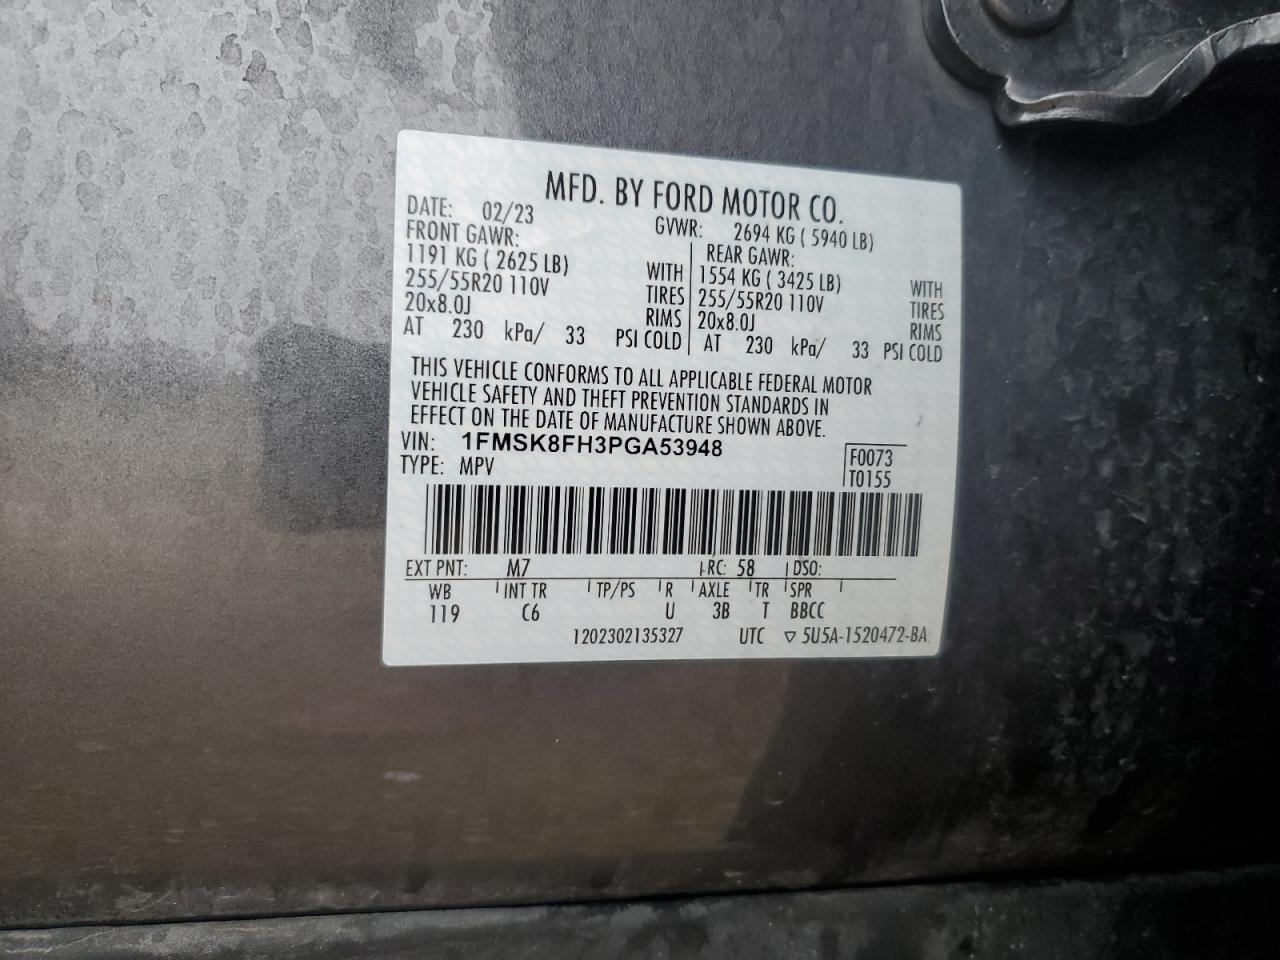 MFD. BY FORD MOTOR CO.
DATE: 02/23 GVWR: 2694 KG ( 5940 LB)
FRONT GAWR: REAR GAWR:
1191 KG ( 2625 LB) WITH 1554 KG ( 3425 LB) WITH
255/55R20 110V TIRES 255/55R20 110V TIRES
20x8.0J RIMS 20x8.0J RIMS
AT 230 kPa/ 33 PSI COLD AT 230 kPa/ 33 PSI COLD
THIS VEHICLE CONFORMS TO ALL APPLICABLE FEDERAL MOTOR
VEHICLE SAFETY AND THEFT PREVENTION STANDARDS IN
EFFECT ON THE DATE OF MANUFACTURE SHOWN ABOVE.
VIN: 1FMSK8FH3PGA53948 F0073
TYPE: MPV T0155
EXT PNT: M7 RC: 58 DSO:
WB INT TR TP/PS R AXLE TR SPR
119 C6 U 3B T BBCC
1202302135327 UTC ▽ 5U5A-1520472-BA